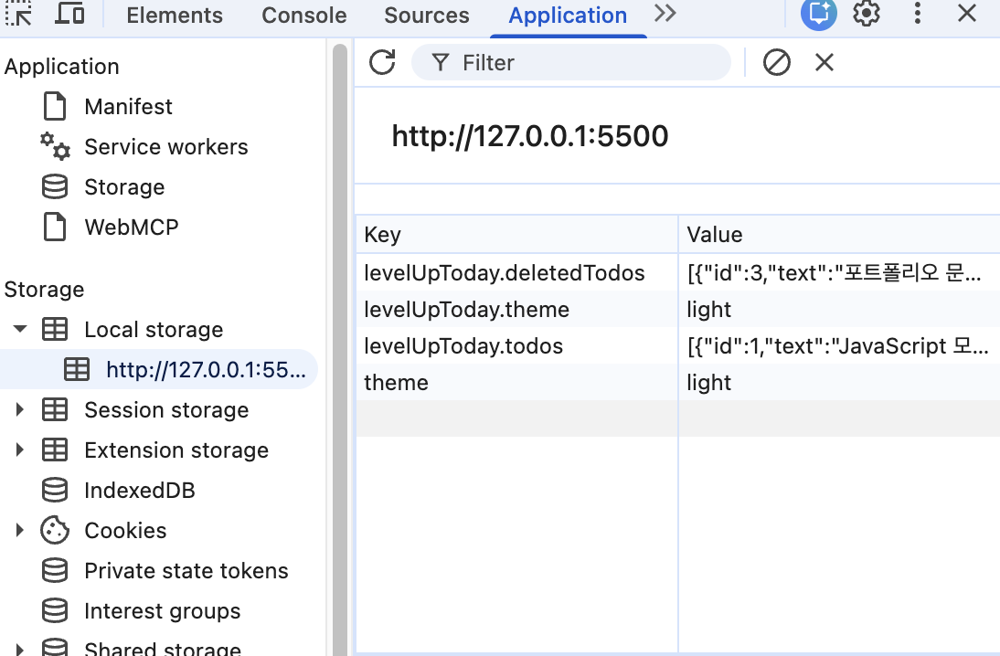 Elements Console Sources Application
Application
Manifest
Service workers
Storage
WebMCP
Storage
Local storage
http://127.0.0.1:55...
Session storage
Extension storage
IndexedDB
Cookies
Private state tokens
Interest groups
Shared storage
Filter
http://127.0.0.1:5500
Key Value
levelUpToday.deletedTodos [{"id":3,"text":"포트폴리오 문...
levelUpToday.theme light
levelUpToday.todos [{"id":1,"text":"JavaScript 모...
theme light